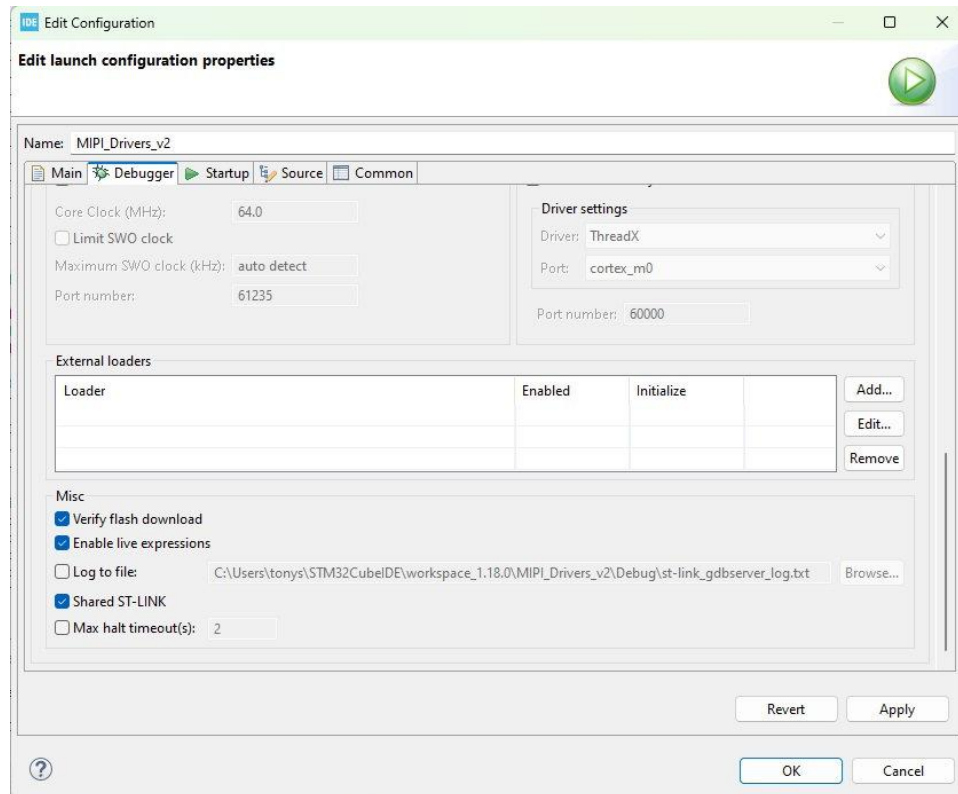 IDE Edit Configuration
Edit launch configuration properties
Name: MIPI_Drivers_v2
Main Debugger Startup Source Common
Core Clock (MHz): 64.0
Limit SWO clock
Maximum SWO clock (kHz): auto detect
Port number: 61235
Driver settings
Driver: ThreadX
Port: cortex_m0
Port number: 60000
External loaders
Loader Enabled Initialize
Add...
Edit...
Remove
Misc
Verify flash download
Enable live expressions
Log to file: C:\Users\tonys\STM32CubeIDE\workspace_1.18.0\MIPI_Drivers_v2\Debug\st-link_gdbserver_log.txt Browse...
Shared ST-LINK
Max halt timeout(s): 2
Revert Apply
? OK Cancel